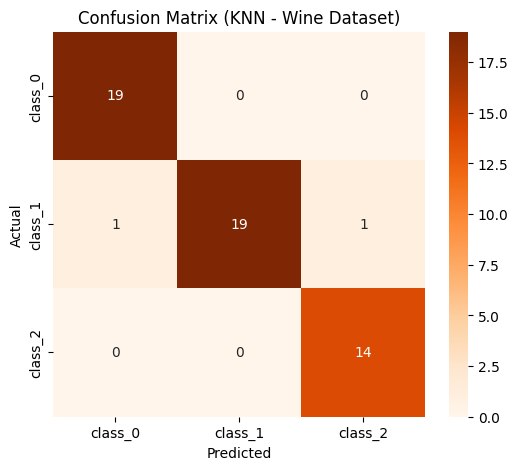 Confusion Matrix (KNN - Wine Dataset)
class_0
19
0
0
17.5
15.0
12.5
Actual
class_1
1
19
1
10.0
7.5
5.0
class_2
0
0
14
2.5
0.0
class_0
class_1
class_2
Predicted